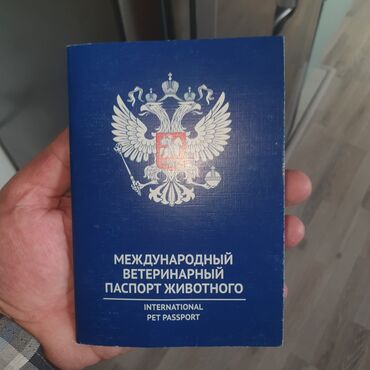 МЕЖДУНАРОДНЫЙ
ВЕТЕРИНАРНЫЙ
ПАСПОРТ ЖИВОТНОГО
INTERNATIONAL
PET PASSPORT